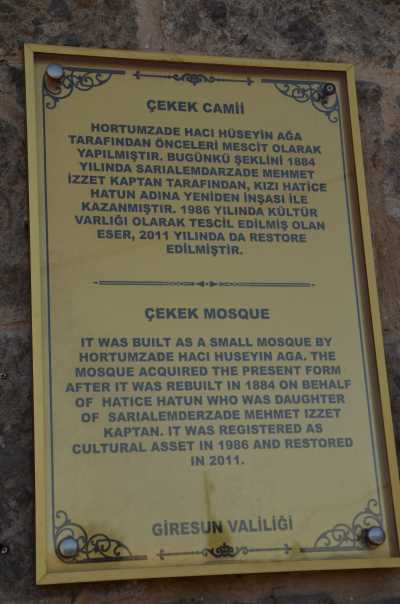 ÇEKEK CAMİİ
HORTUMZADE HACI HÜSEYİN AĞA
TARAFINDAN ÖNCELERİ MESCİT OLARAK
YAPILMIŞTIR. BUGÜNKÜ ŞEKLİNİ 1884
YILINDA SARIALEMDARZADE MEHMET
İZZET KAPTAN TARAFINDAN, KIZI HATİCE
HATUN ADINA YENİDEN İNŞASI İLE
KAZANMIŞTIR. 1986 YILINDA KÜLTÜR
VARLIĞI OLARAK TESCİL EDİLMİŞ OLAN
ESER, 2011 YILINDA DA RESTORE
EDİLMİŞTİR.
ÇEKEK MOSQUE
IT WAS BUILT AS A SMALL MOSQUE BY
HORTUMZADE HACI HUSEYIN AGA. THE
MOSQUE ACQUIRED THE PRESENT FORM
AFTER IT WAS REBUILT IN 1884 ON BEHALF
OF HATICE HATUN WHO WAS DAUGHTER
OF SARIALEMDERZADE MEHMET IZZET
KAPTAN. IT WAS REGISTERED AS
CULTURAL ASSET IN 1986 AND RESTORED
IN 2011.
GİRESUN VALİLİĞİ